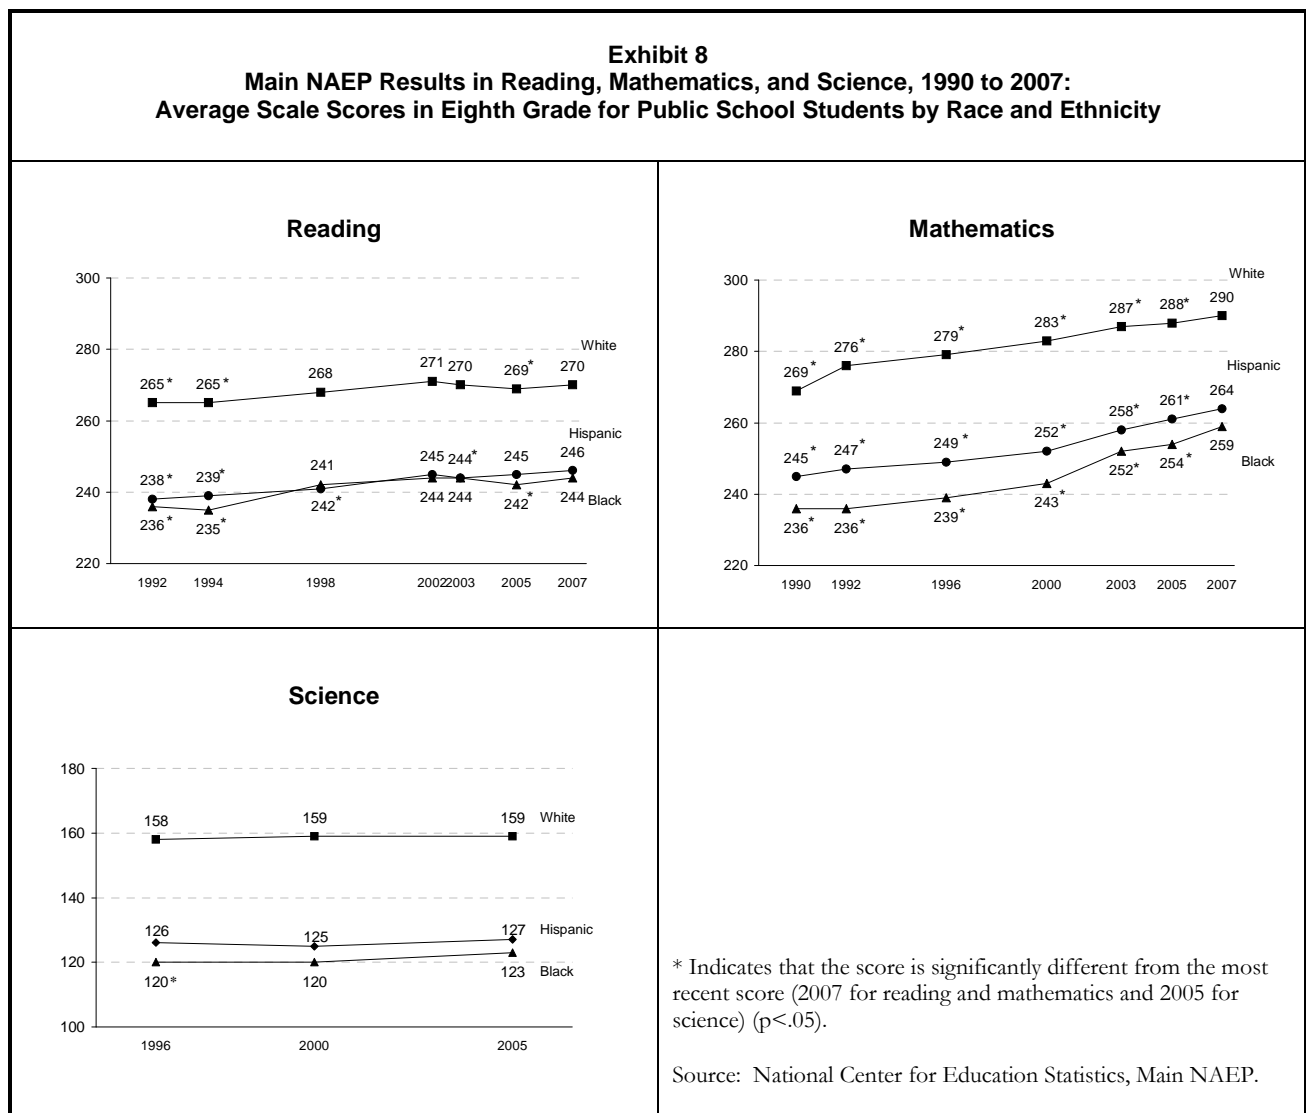 Exhibit 8
Main NAEP Results in Reading, Mathematics, and Science, 1990 to 2007:
Average Scale Scores in Eighth Grade for Public School Students by Race and Ethnicity
Reading
300
280
260
240
220
White
265 * 265 * 268 271 270 269 * 270
Hispanic
238 * 239 * 241 245 244 * 245 246
236 * 235 * 242 * 244 244 242 * 244
Black
1992 1994 1998 2002 2003 2005 2007
Mathematics
300
280
260
240
220
White
269 * 276 * 279 * 283 * 287 * 288 * 290
Hispanic
245 * 247 * 249 * 252 * 258 * 261 * 264
236 * 236 * 239 * 243 * 252 * 254 * 259
Black
1990 1992 1996 2000 2003 2005 2007
Science
180
160
140
120
100
158 159 159 White
126 125 127 Hispanic
120 * 120 123 Black
1996 2000 2005
* Indicates that the score is significantly different from the most
recent score (2007 for reading and mathematics and 2005 for
science) (p<.05).
Source: National Center for Education Statistics, Main NAEP.